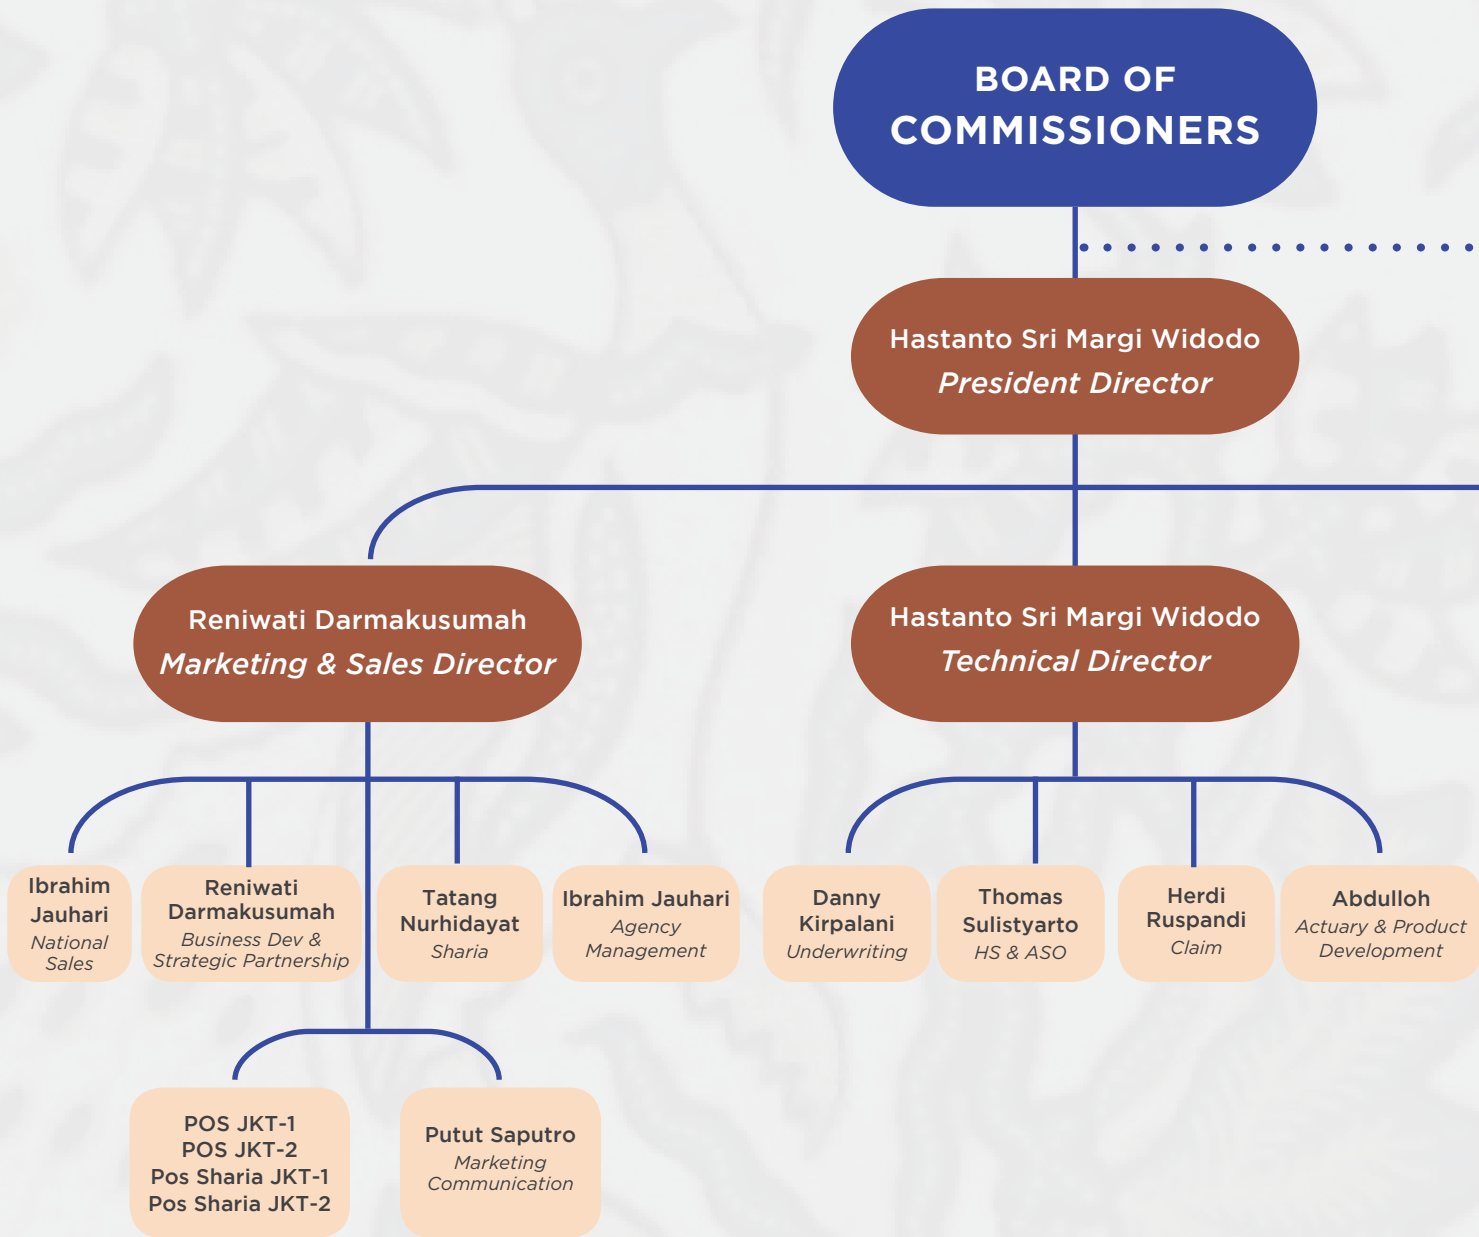 BOARD OF
COMMISSIONERS
Hastanto Sri Margi Widodo
President Director
Reniwati Darmakusumah
Marketing & Sales Director
Hastanto Sri Margi Widodo
Technical Director
Ibrahim
Jauhari
National
Sales
Reniwati
Darmakusumah
Business Dev &
Strategic Partnership
Tatang
Nurhidayat
Sharia
Ibrahim Jauhari
Agency
Management
Danny
Kirpalani
Underwriting
Thomas
Sulistyarto
HS & ASO
Herdi
Ruspandi
Claim
Abdulloh
Actuary & Product
Development
POS JKT-1
POS JKT-2
Pos Sharia JKT-1
Pos Sharia JKT-2
Putut Saputro
Marketing
Communication